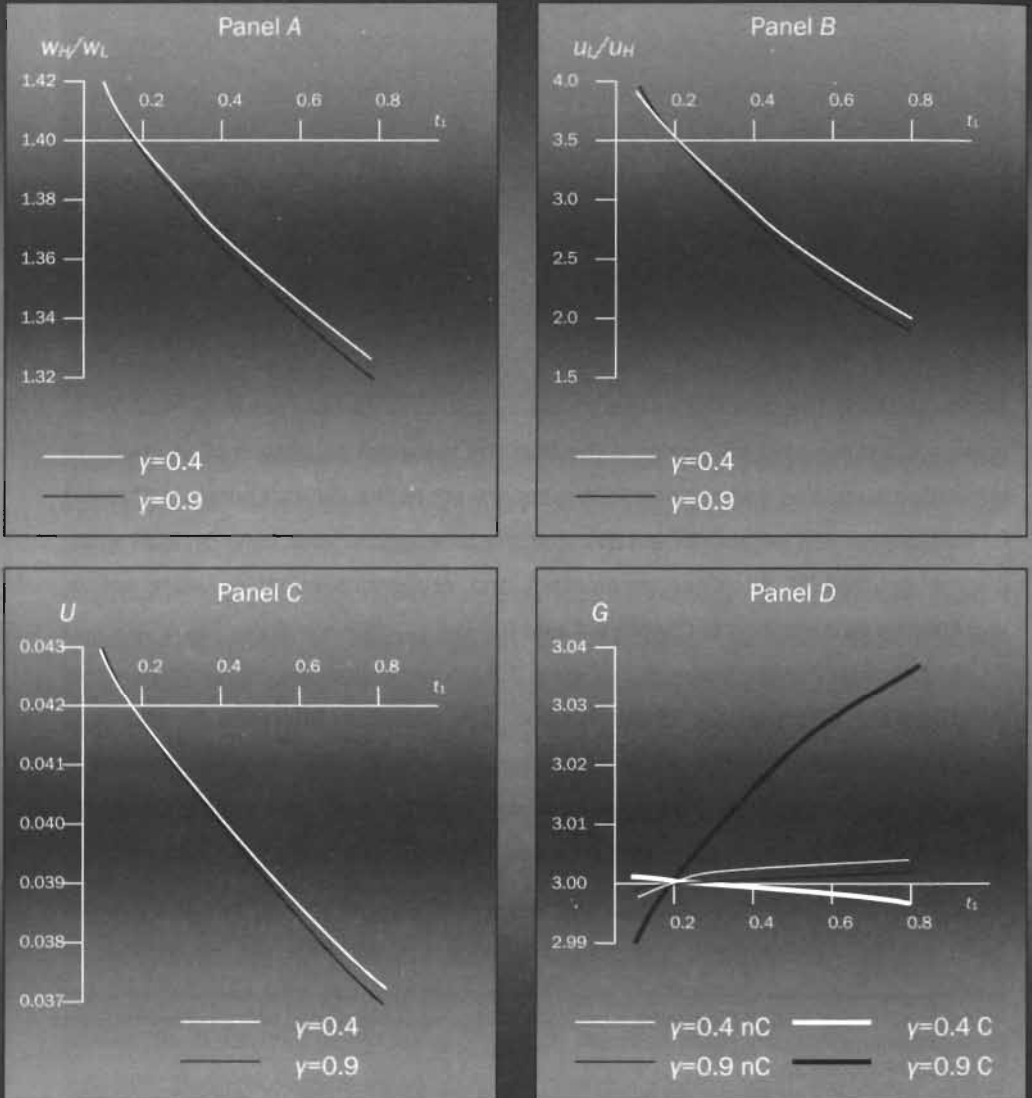 Panel A
wH/wL
1.42
0.2 0.4 0.6 0.8
t₁
1.40
1.38
1.36
1.34
1.32
γ=0.4
γ=0.9
Panel B
uL/uH
4.0
0.2 0.4 0.6 0.8
t₁
3.5
3.0
2.5
2.0
1.5
γ=0.4
γ=0.9
Panel C
U
0.043
0.2 0.4 0.6 0.8
t₁
0.042
0.041
0.040
0.039
0.038
0.037
γ=0.4
γ=0.9
Panel D
G
3.04
3.03
3.02
3.01
3.00
t₁
0.2 0.4 0.6 0.8
2.99
γ=0.4 nC γ=0.4 C
γ=0.9 nC γ=0.9 C